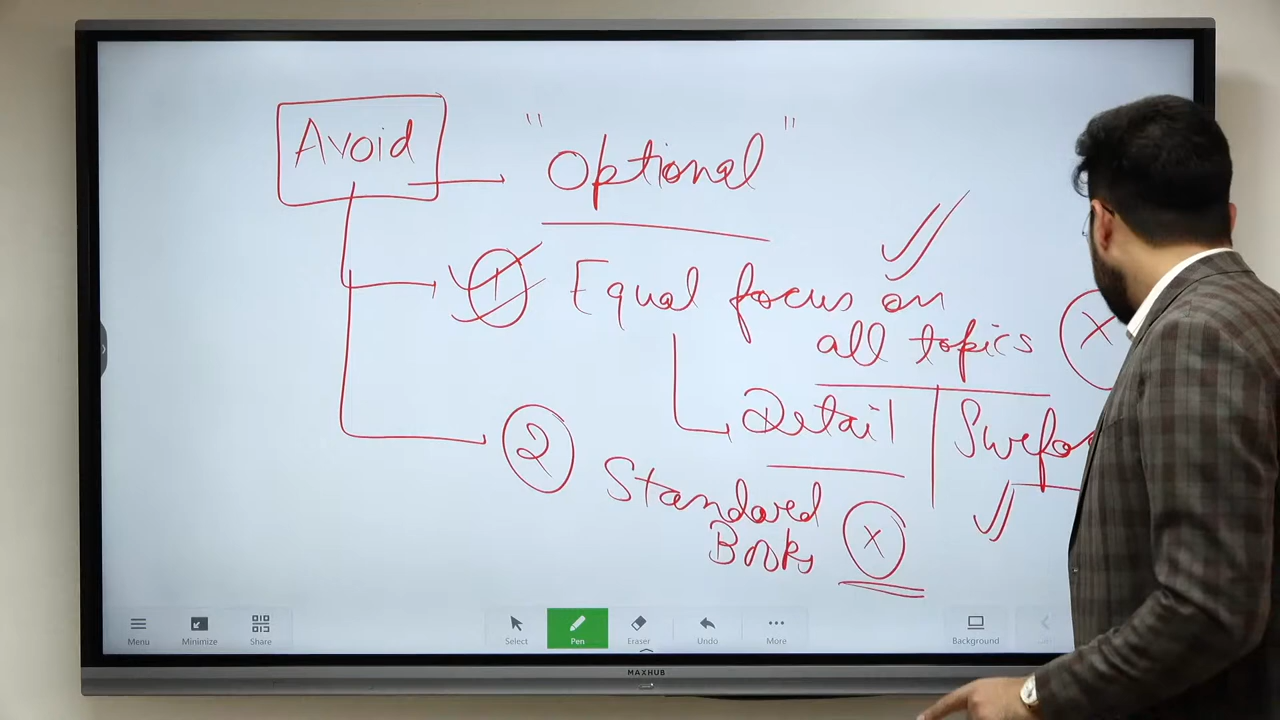 Avoid
" Optional "
1 Equal focus on
all topics X
Detail
2 Standard
Books X
Menu Minimize Share Select Pen Eraser Undo More Background
MAXHUB